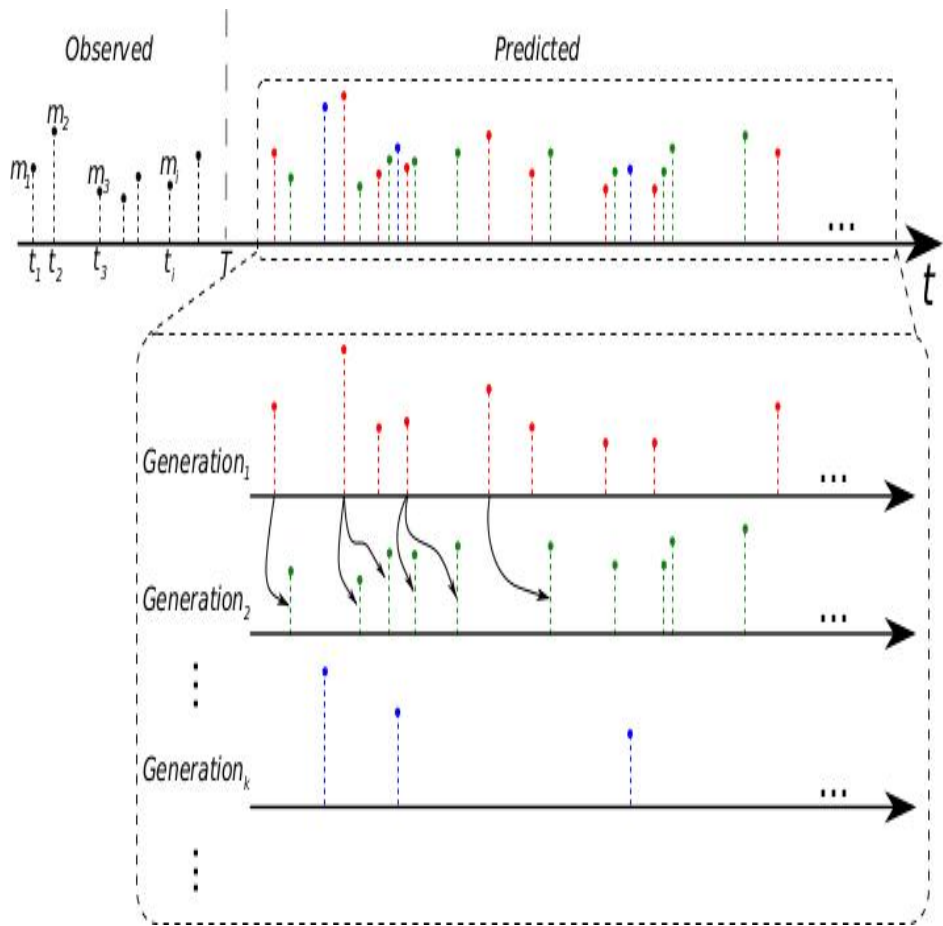 Observed Predicted
m₁ m₂ m₃ mᵢ
t₁ t₂ t₃ tᵢ T
...
t
Generation₁ ...
Generation₂ ...
Generationₖ ...